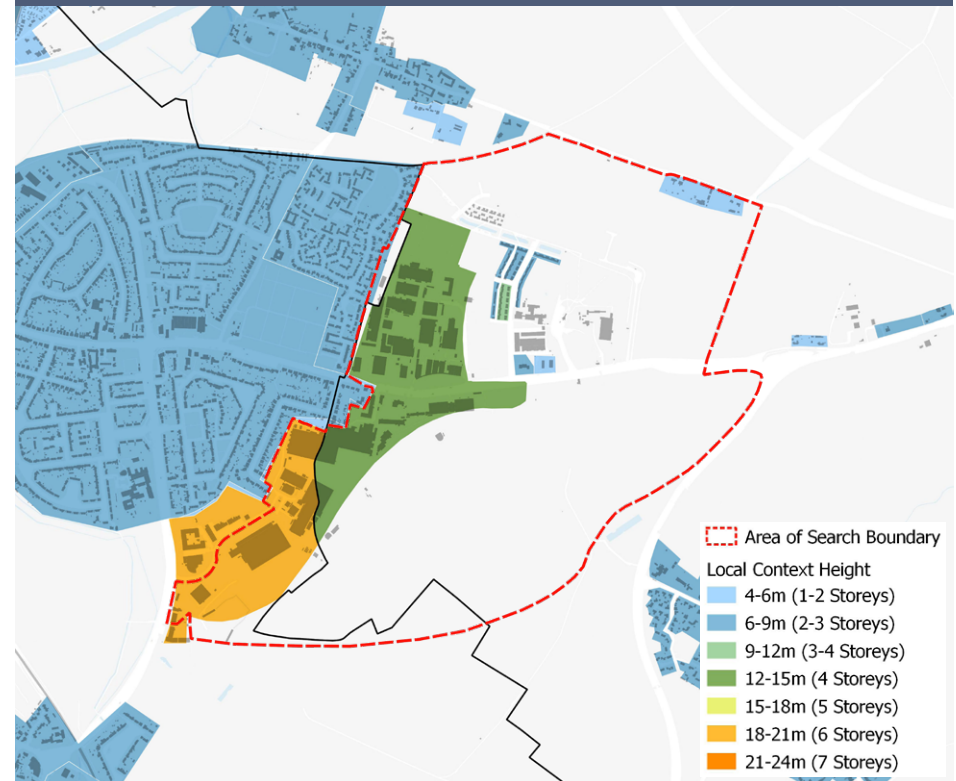 Area of Search Boundary
Local Context Height
4-6m (1-2 Storeys)
6-9m (2-3 Storeys)
9-12m (3-4 Storeys)
12-15m (4 Storeys)
15-18m (5 Storeys)
18-21m (6 Storeys)
21-24m (7 Storeys)